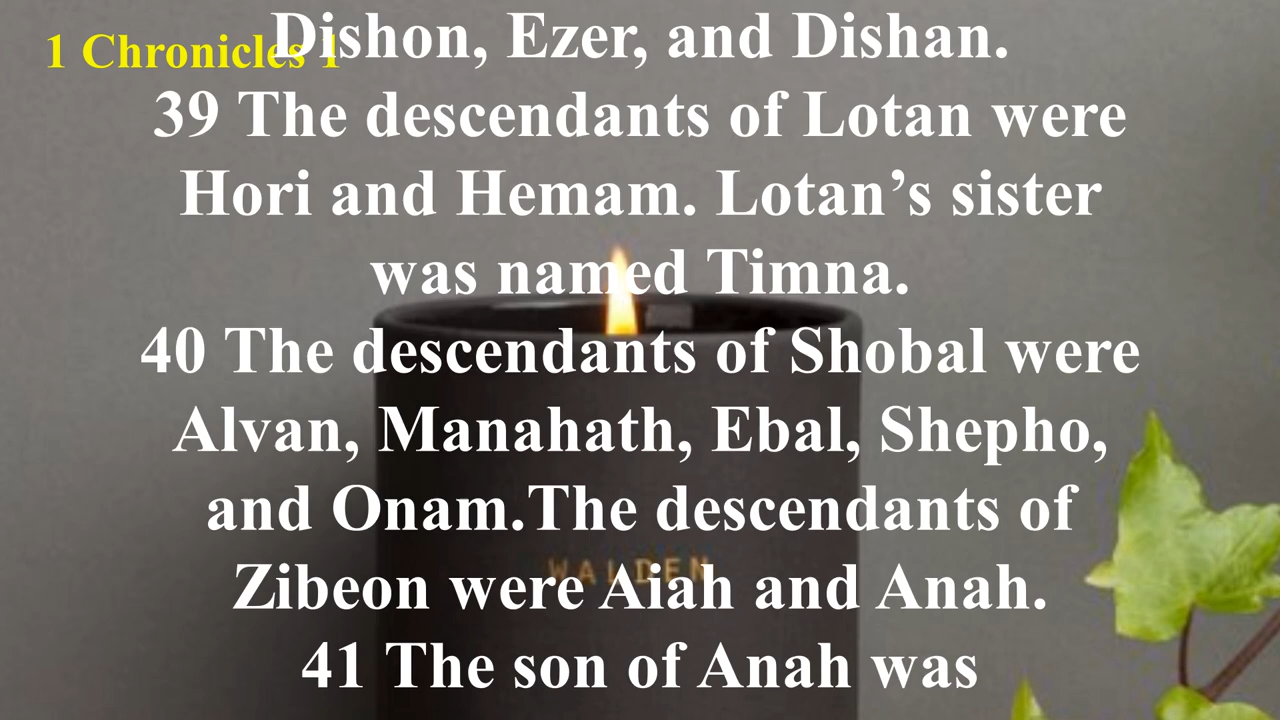 1 Chronicles 1
Dishon, Ezer, and Dishan.
39 The descendants of Lotan were
Hori and Hemam. Lotan’s sister
was named Timna.
40 The descendants of Shobal were
Alvan, Manahath, Ebal, Shepho,
and Onam.The descendants of
Zibeon were Aiah and Anah.
WALDEN
41 The son of Anah was